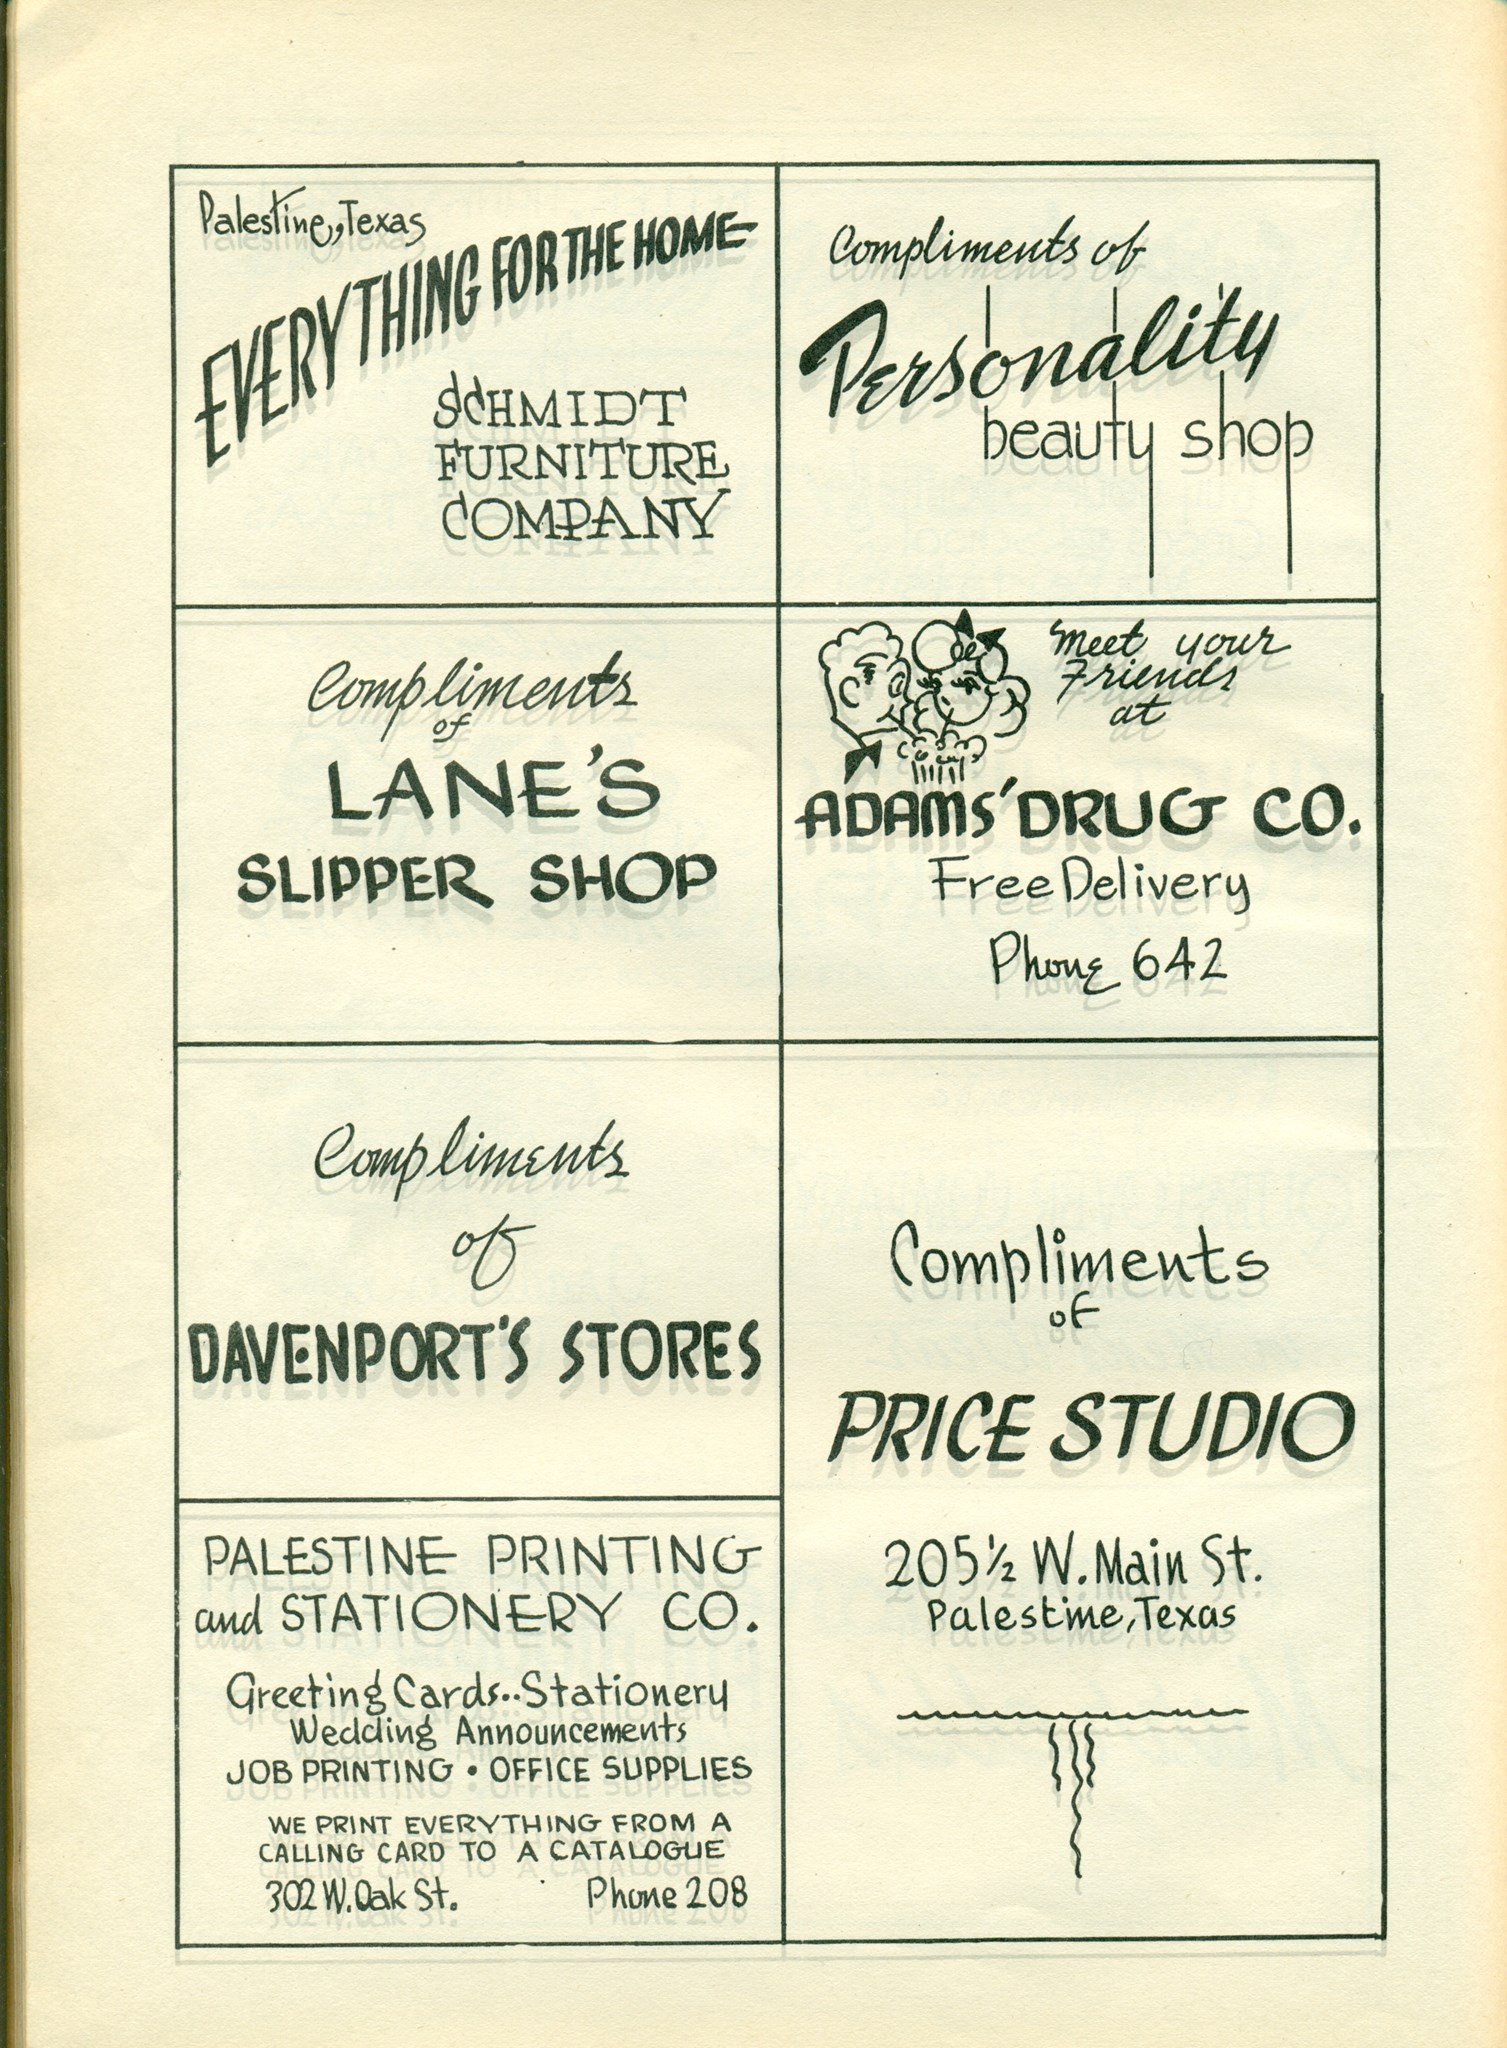 Palestine, Texas
EVERYTHING FOR THE HOME
SCHMIDT
FURNITURE
COMPANY
Compliments of
Personality
beauty shop
Compliments
of
LANE'S
SLIPPER SHOP
Meet your
Friends
at
ADAMS' DRUG CO.
Free Delivery
Phone 642
Compliments
of
DAVENPORT'S STORES
Compliments
of
PRICE STUDIO
205½ W. Main St.
Palestine, Texas
PALESTINE PRINTING
and STATIONERY CO.
Greeting Cards..Stationery
Wedding Announcements
JOB PRINTING • OFFICE SUPPLIES
WE PRINT EVERYTHING FROM A
CALLING CARD TO A CATALOGUE
302 W. Oak St. Phone 208